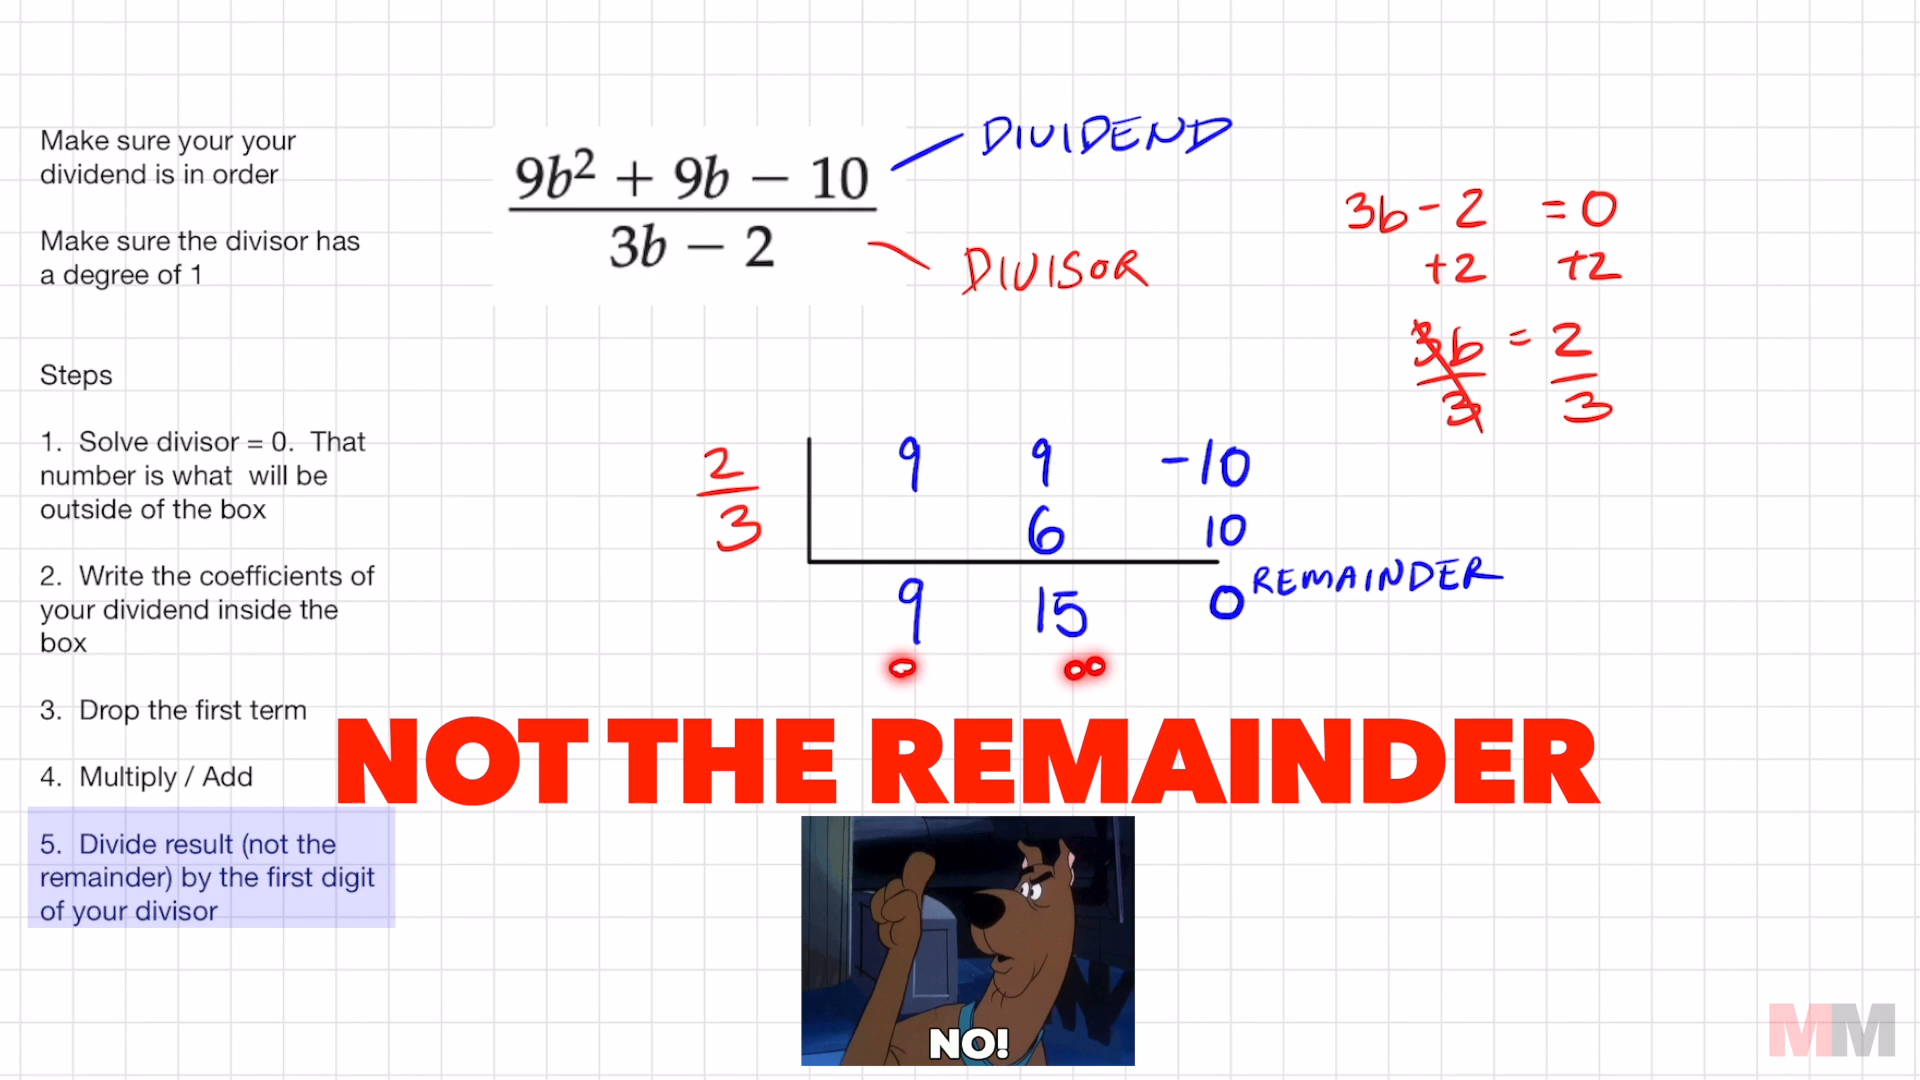 Make sure your your
dividend is in order
Make sure the divisor has
a degree of 1
Steps
1. Solve divisor = 0. That
number is what will be
outside of the box
2. Write the coefficients of
your dividend inside the
box
3. Drop the first term
4. Multiply / Add
5. Divide result (not the
remainder) by the first digit
of your divisor
9b² + 9b − 10
3b − 2
DIVIDEND
DIVISOR
3b - 2 = 0
+2 +2
3b = 2
3 3
2
3
9 9 -10
6 10
9 15 0 REMAINDER
NOT THE REMAINDER
NO!
MM